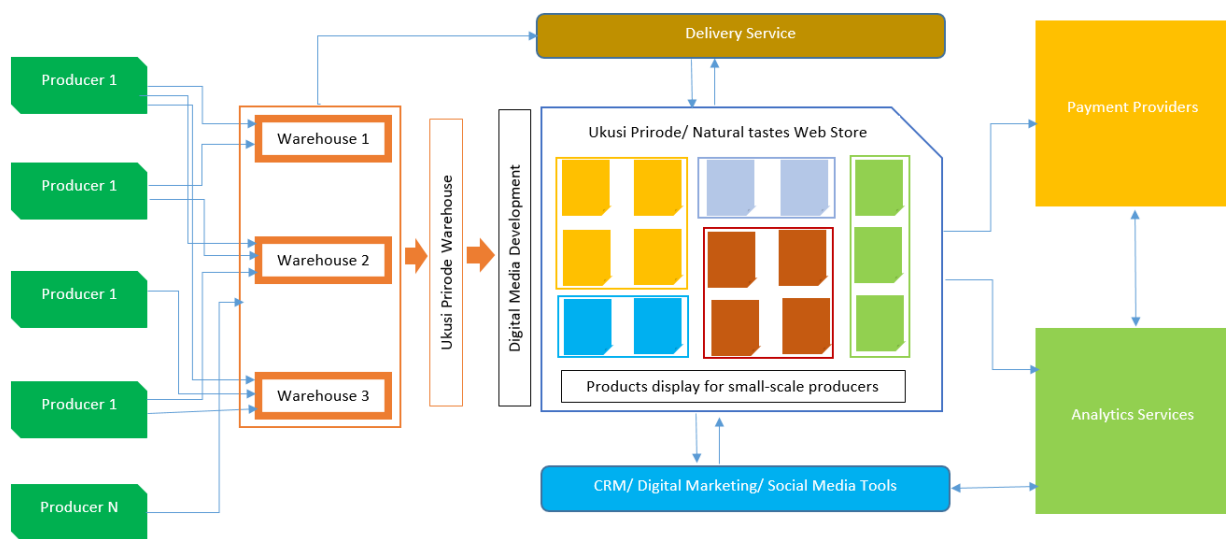 Delivery Service
Producer 1
Producer 1
Producer 1
Producer 1
Producer N
Warehouse 1
Warehouse 2
Warehouse 3
Ukusi Prirode Warehouse
Digital Media Development
Ukusi Prirode/ Natural tastes Web Store
Products display for small-scale producers
CRM/ Digital Marketing/ Social Media Tools
Payment Providers
Analytics Services